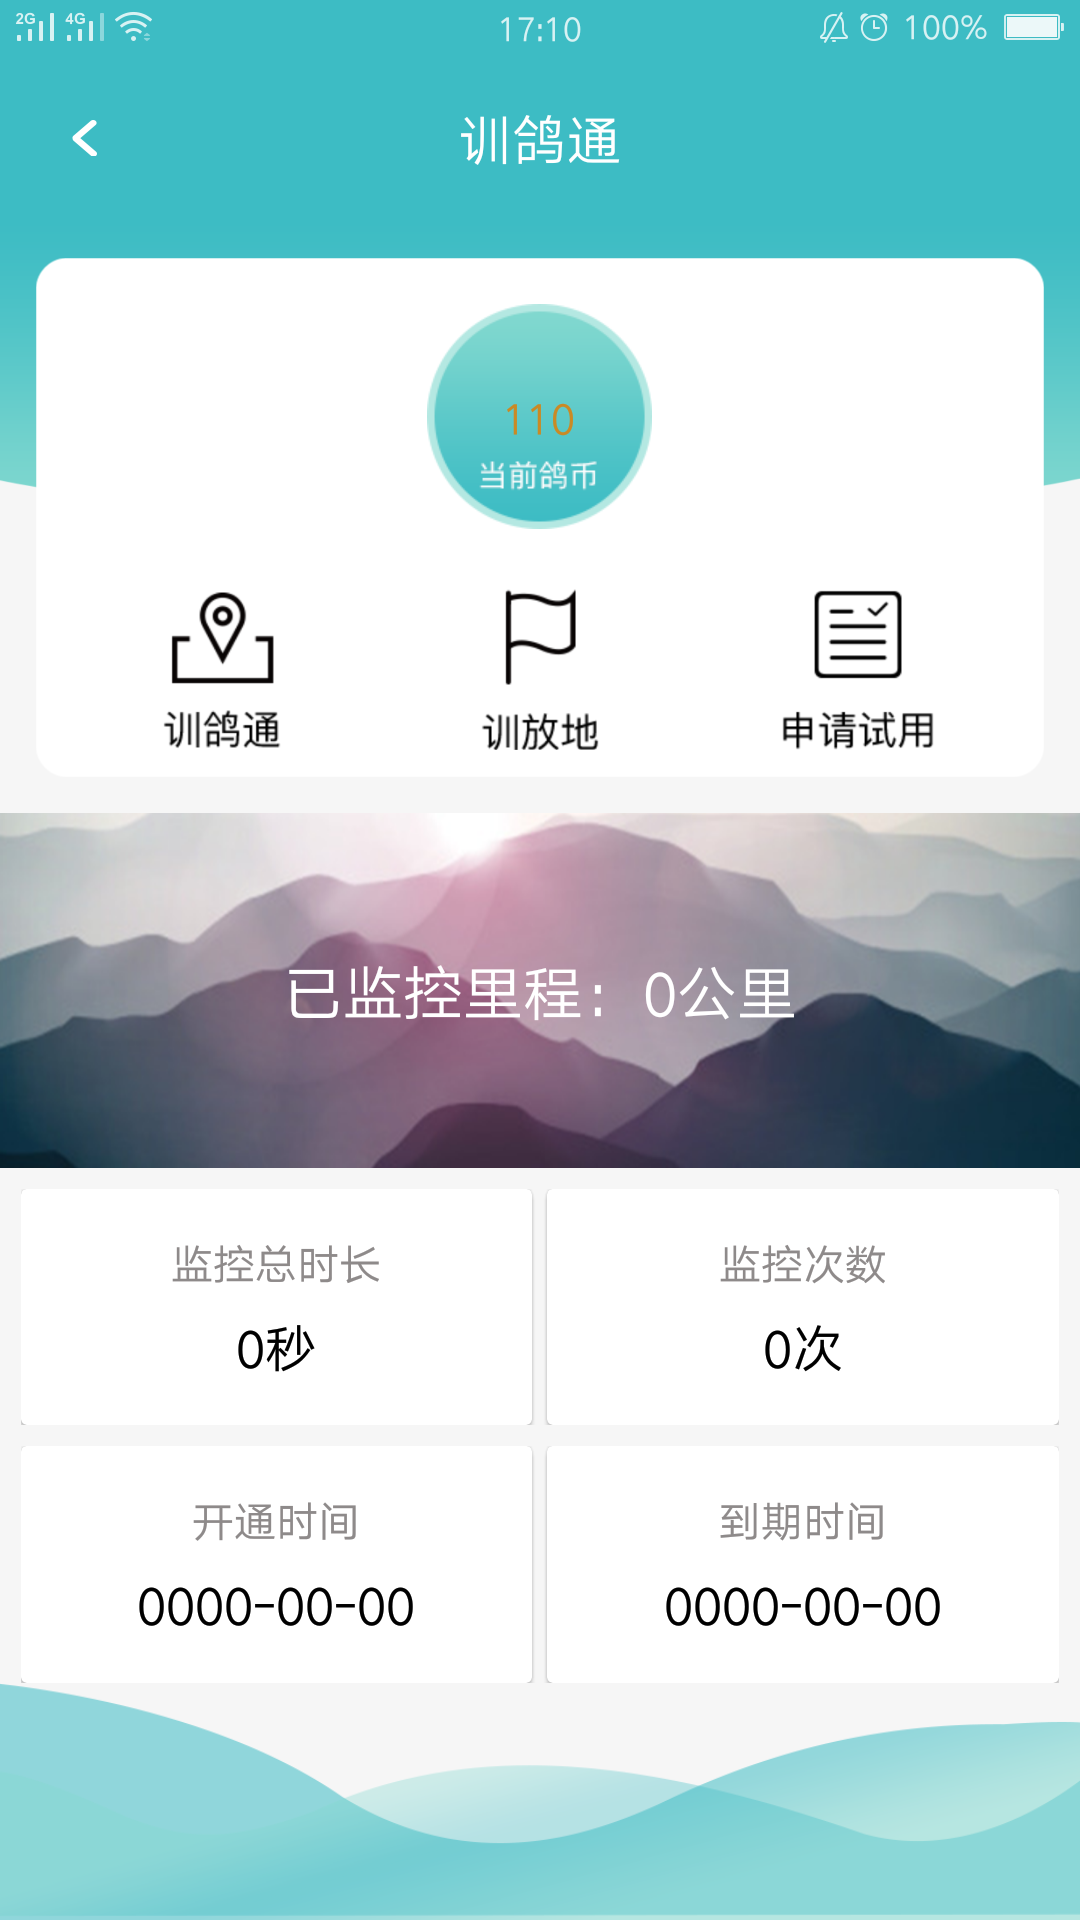 2G 4G 17:10 100%
训鸽通
110
当前鸽币
训鸽通 训放地 申请试用
已监控里程：0公里
监控总时长 监控次数
0秒 0次
开通时间 到期时间
0000-00-00 0000-00-00